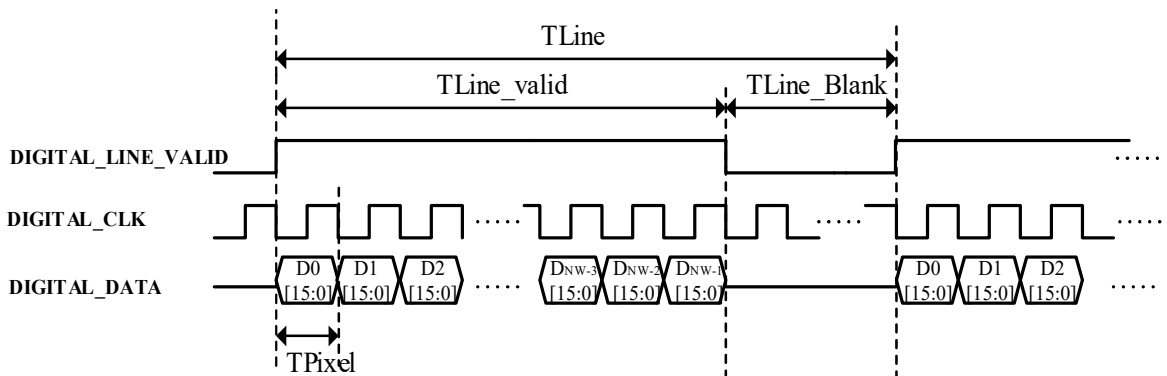 TLine
TLine_valid TLine_Blank
DIGITAL_LINE_VALID .....
DIGITAL_CLK ..... ..... .....
D0 D1 D2 DNW-3 DNW-2 DNW-1 D0 D1 D2
DIGITAL_DATA ..... .....
[15:0] [15:0] [15:0] [15:0] [15:0] [15:0] [15:0] [15:0] [15:0]
TPixel